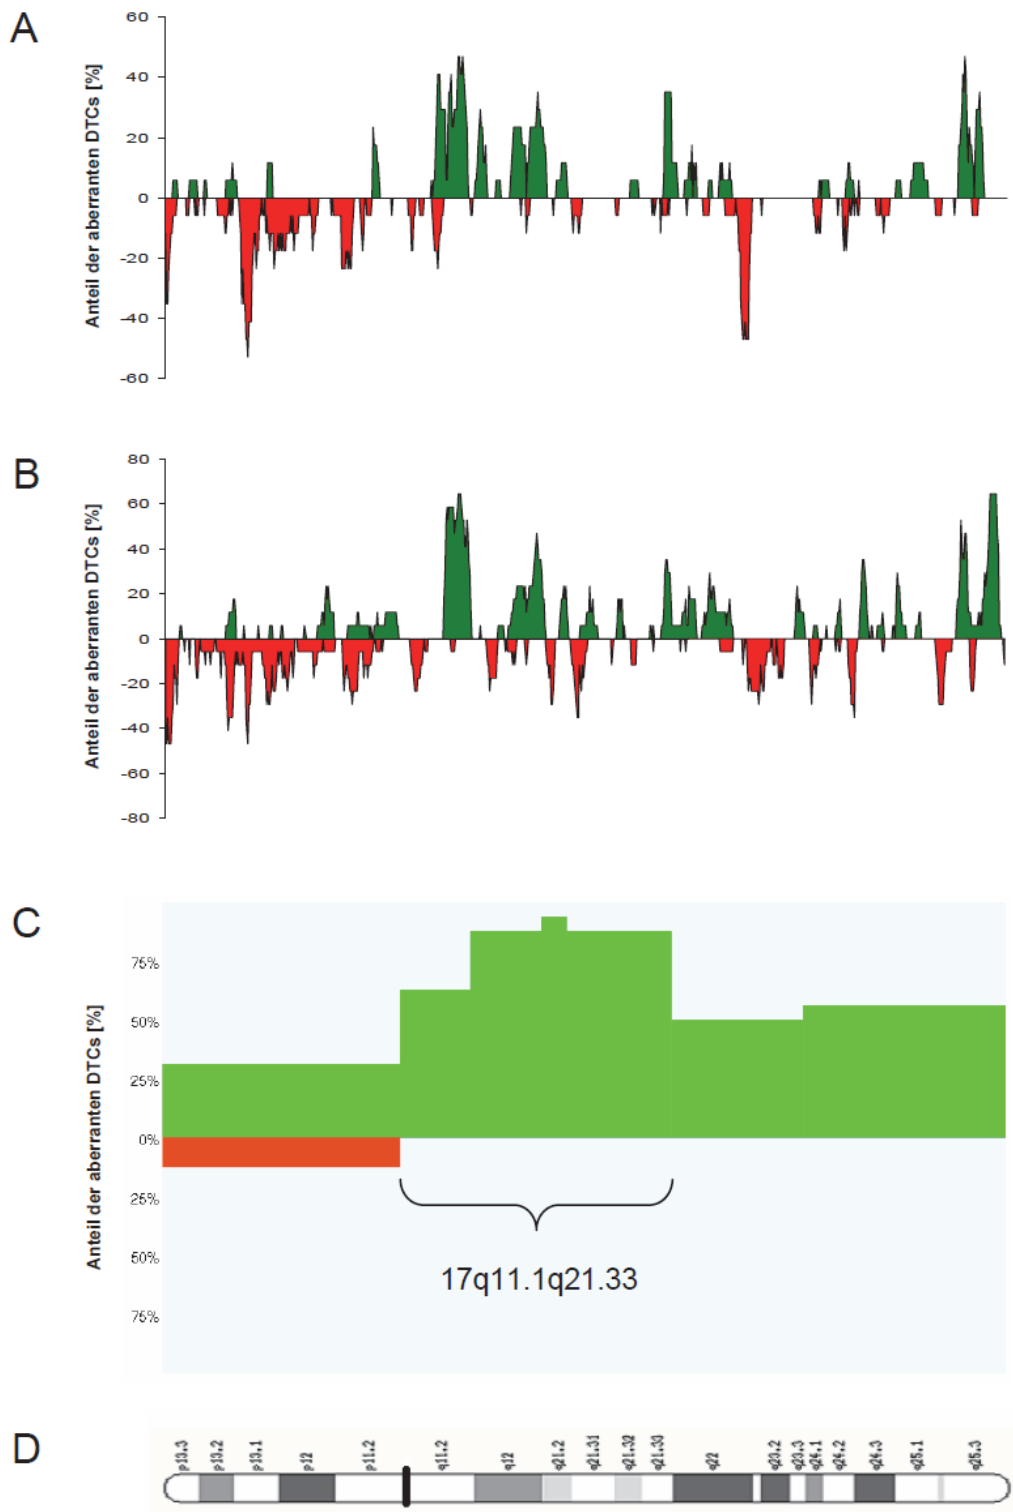 A
Anteil der aberranten DTCs [%]
60
40
20
0
-20
-40
-60
B
Anteil der aberranten DTCs [%]
80
60
40
20
0
-20
-40
-60
-80
C
Anteil der aberranten DTCs [%]
75%
50%
25%
0%
25%
50%
75%
17q11.1q21.33
D
p13.3 p13.2 p13.1 p12 p11.2 q11.2 q12 q21.2 q21.31 q21.32 q21.33 q22 q23.2 q23.3 q24.1 q24.2 q24.3 q25.1 q25.3